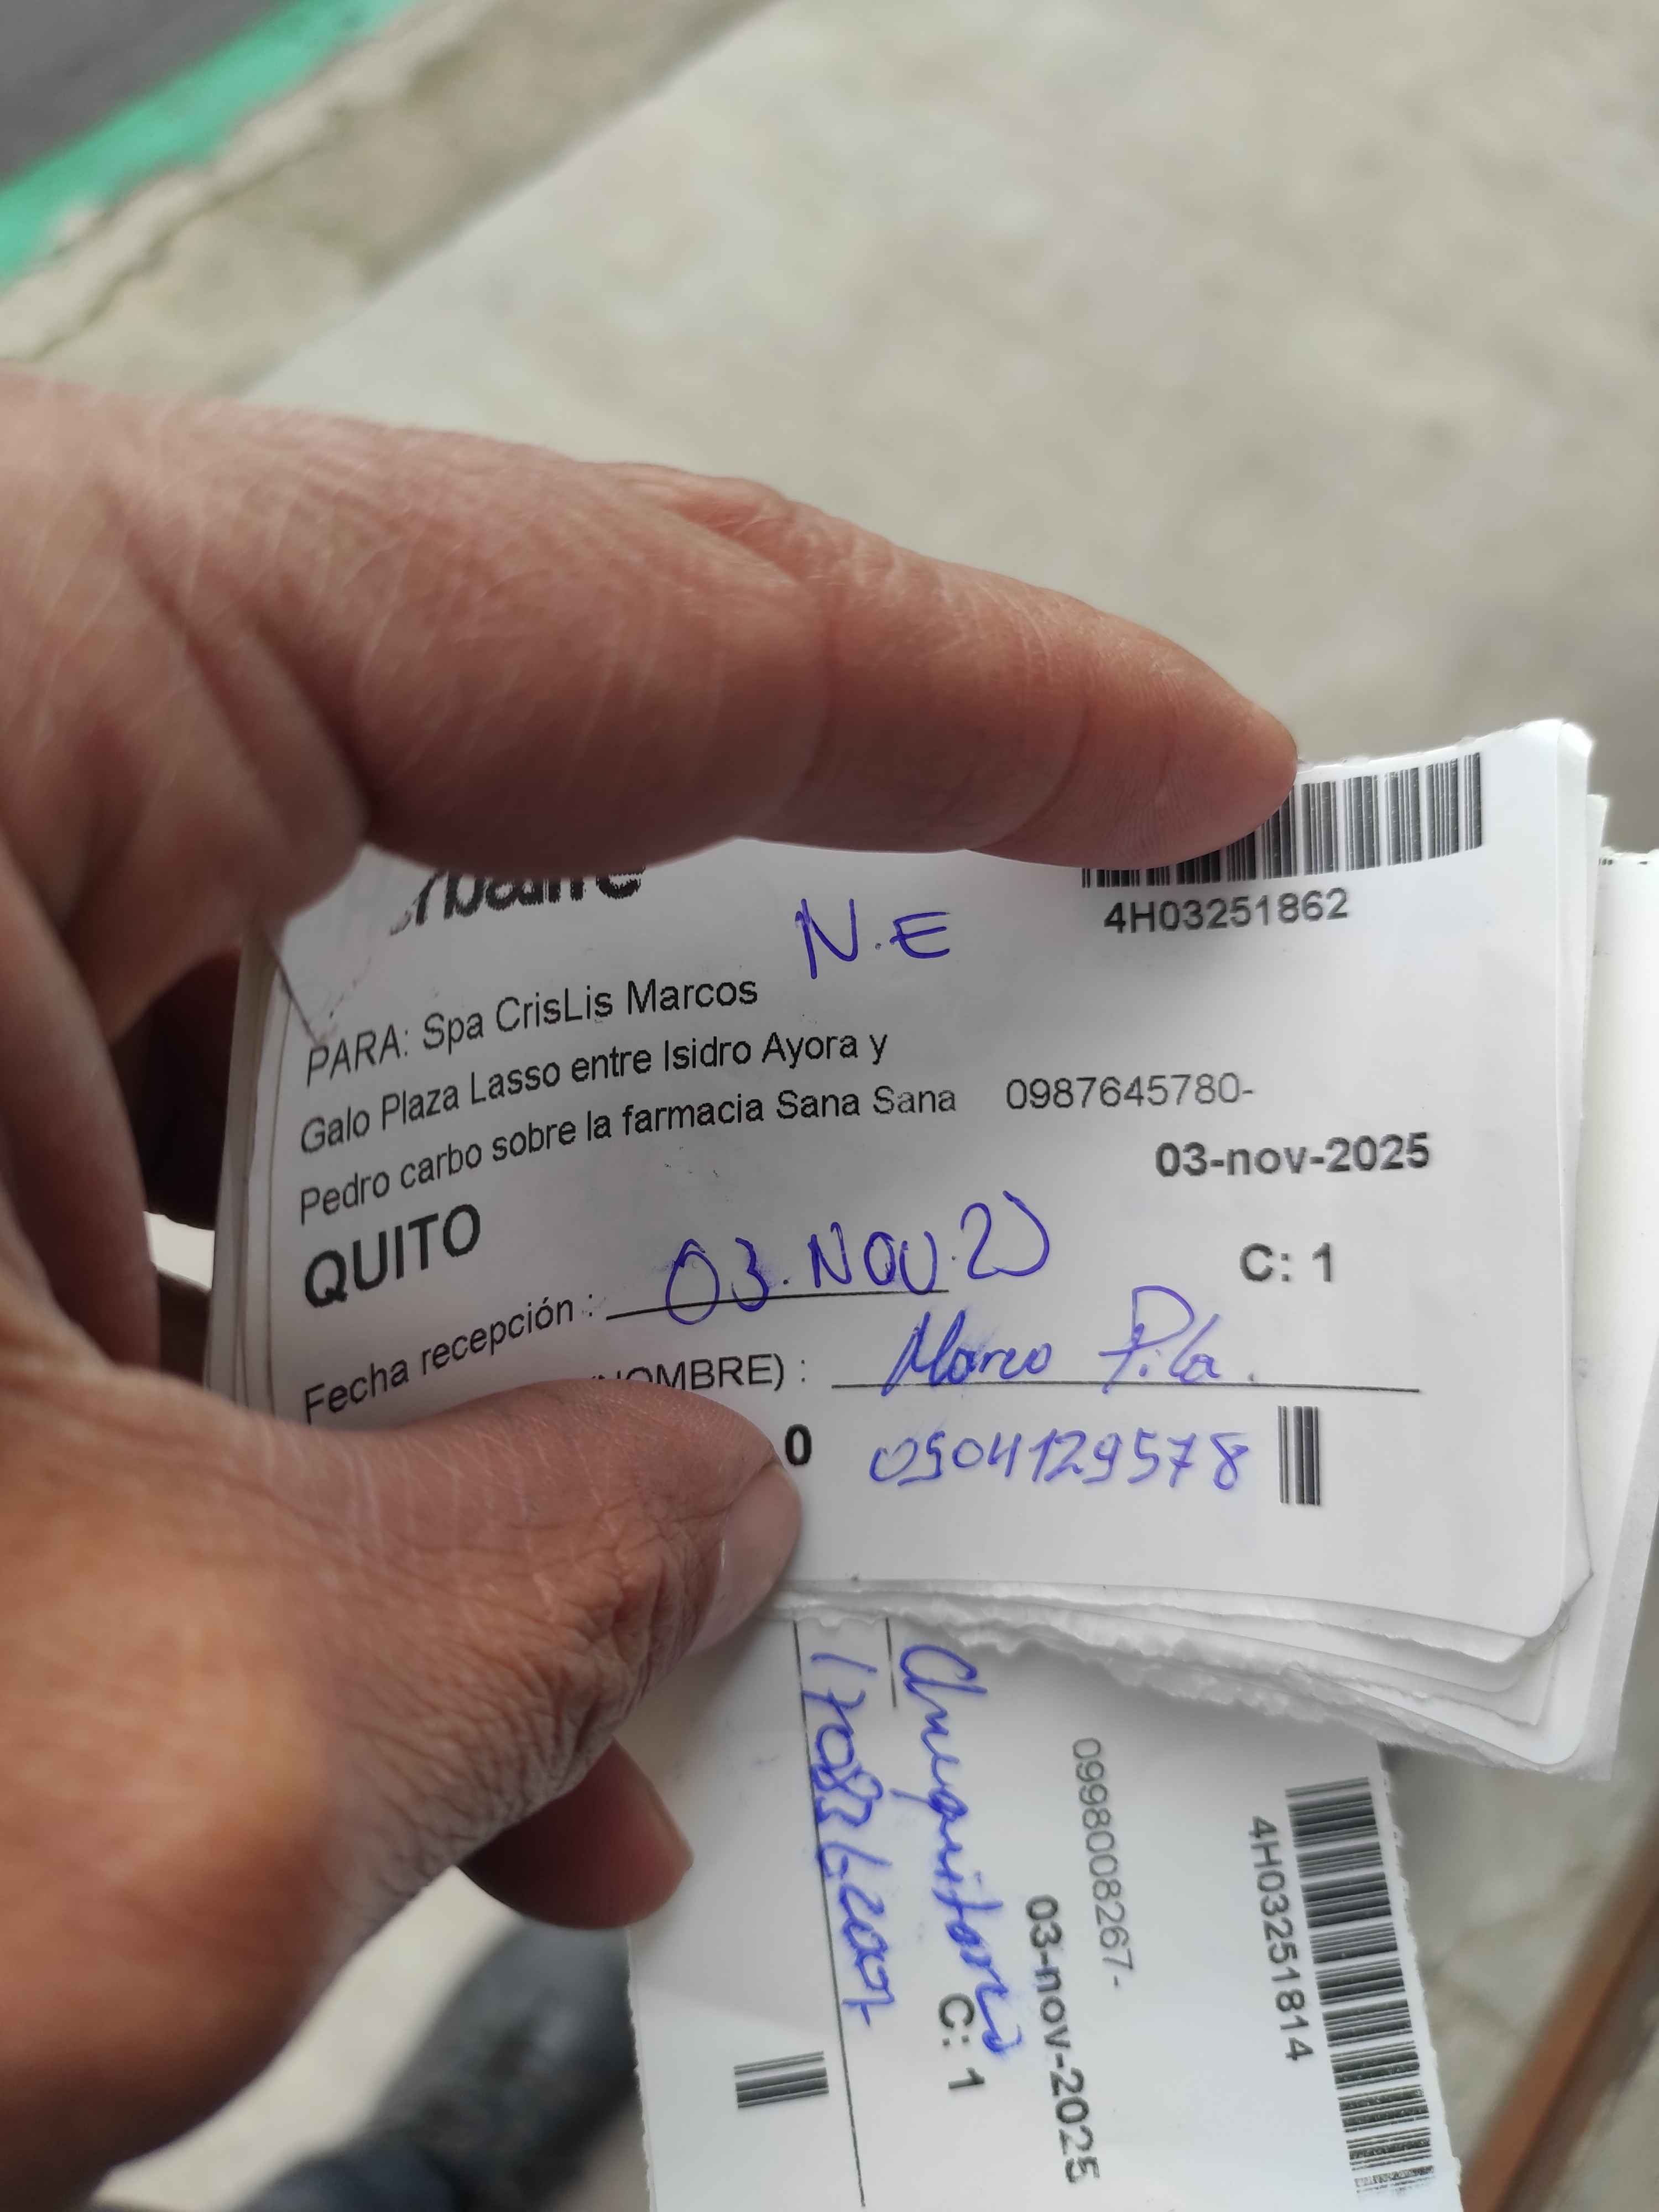 N.E
4H03251862
PARA: Spa CrisLis Marcos
Galo Plaza Lasso entre Isidro Ayora y
Pedro carbo sobre la farmacia Sana Sana 0987645780-
03-nov-2025
QUITO
C: 1
Fecha recepción : 03.NOV.25
OMBRE) : Marco Pila.
0 0504129578
4H03251814
0998008267-
03-nov-2025
C: 1